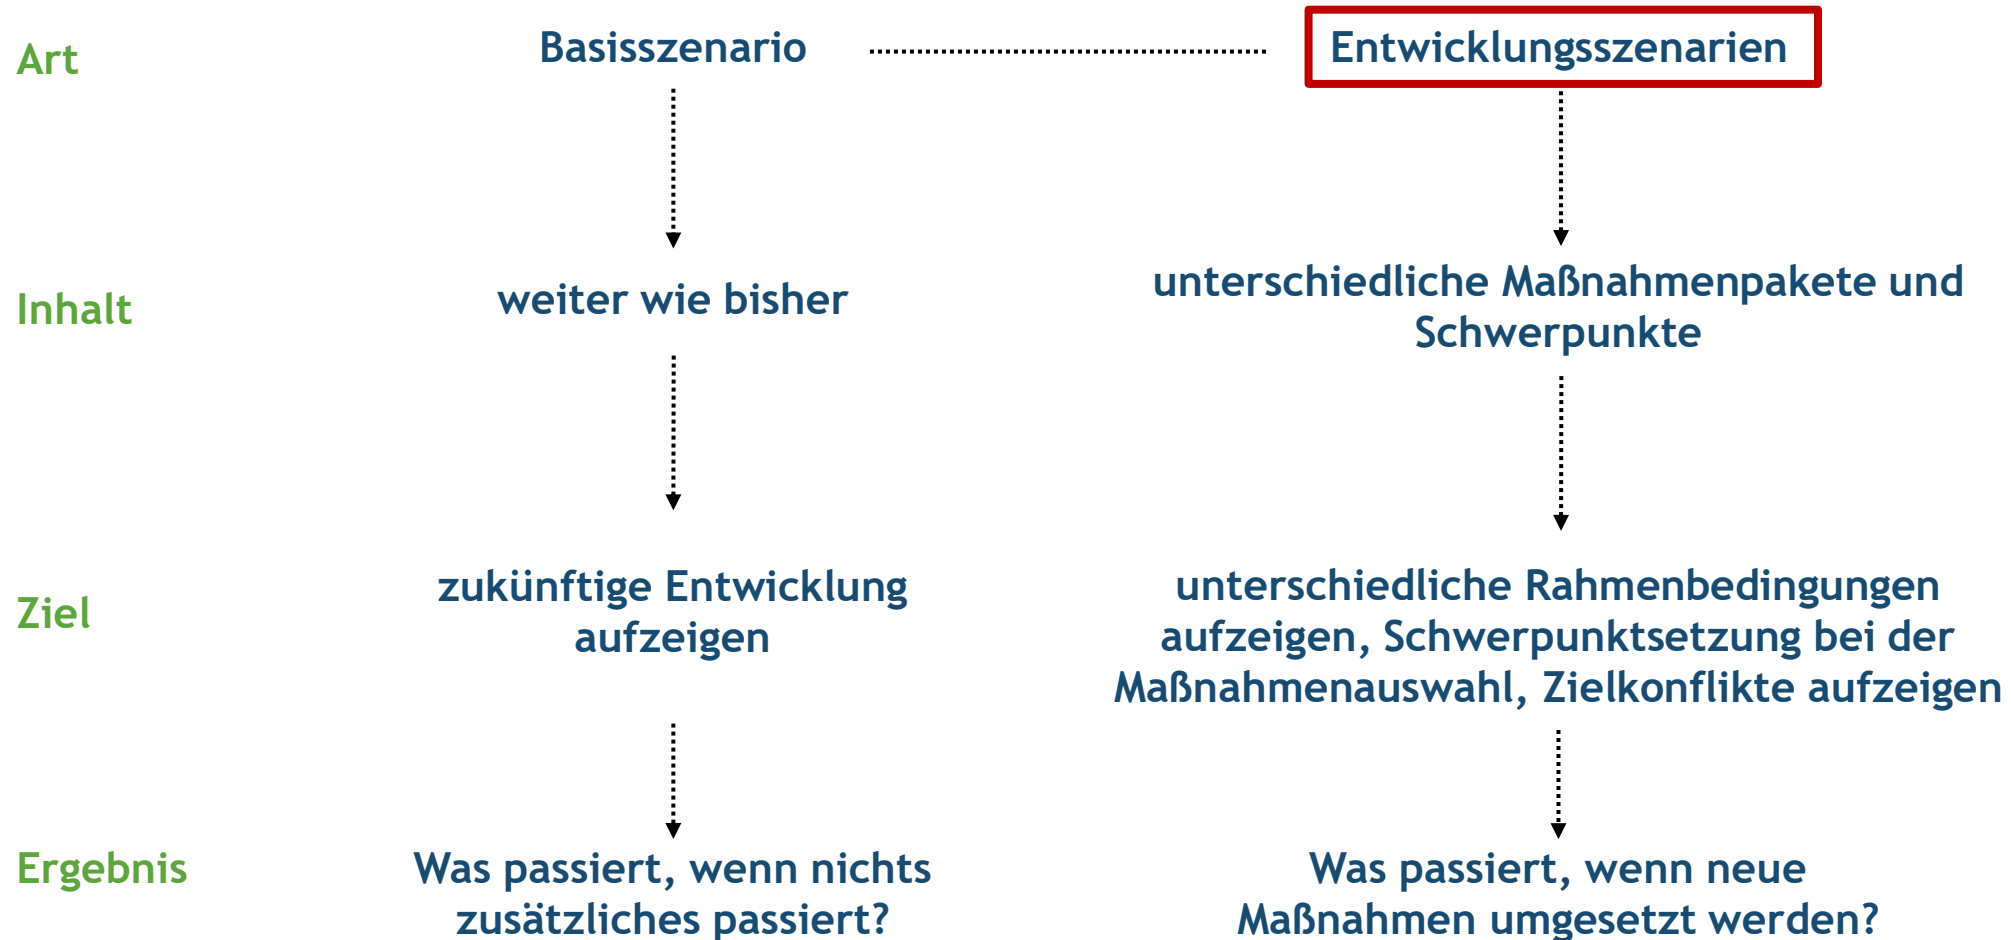 Art
Basisszenario
Entwicklungsszenarien
Inhalt
weiter wie bisher
unterschiedliche Maßnahmenpakete und
Schwerpunkte
Ziel
zukünftige Entwicklung
aufzeigen
unterschiedliche Rahmenbedingungen
aufzeigen, Schwerpunktsetzung bei der
Maßnahmenauswahl, Zielkonflikte aufzeigen
Ergebnis
Was passiert, wenn nichts
zusätzliches passiert?
Was passiert, wenn neue
Maßnahmen umgesetzt werden?